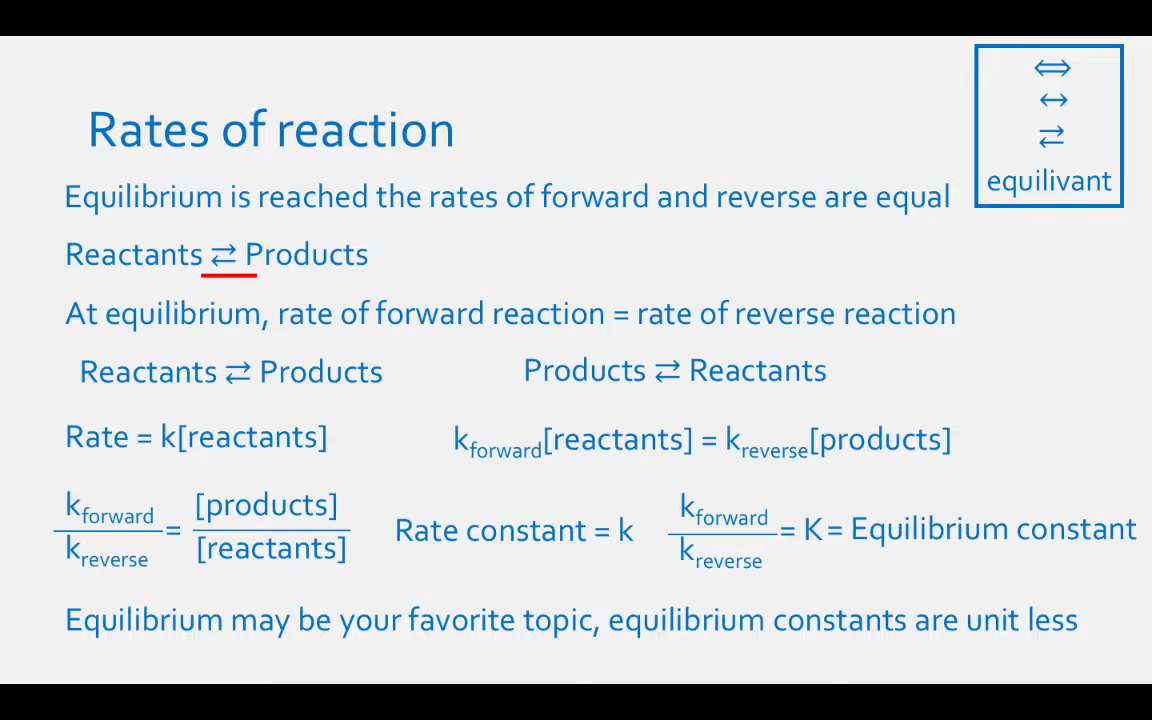 ⇔
↔
⇄
equilivant
Rates of reaction
Equilibrium is reached the rates of forward and reverse are equal
Reactants ⇄ Products
At equilibrium, rate of forward reaction = rate of reverse reaction
Reactants ⇄ Products
Products ⇄ Reactants
Rate = k[reactants]
kforward[reactants] = kreverse[products]
kforward / kreverse = [products] / [reactants]
Rate constant = k
kforward / kreverse = K = Equilibrium constant
Equilibrium may be your favorite topic, equilibrium constants are unit less